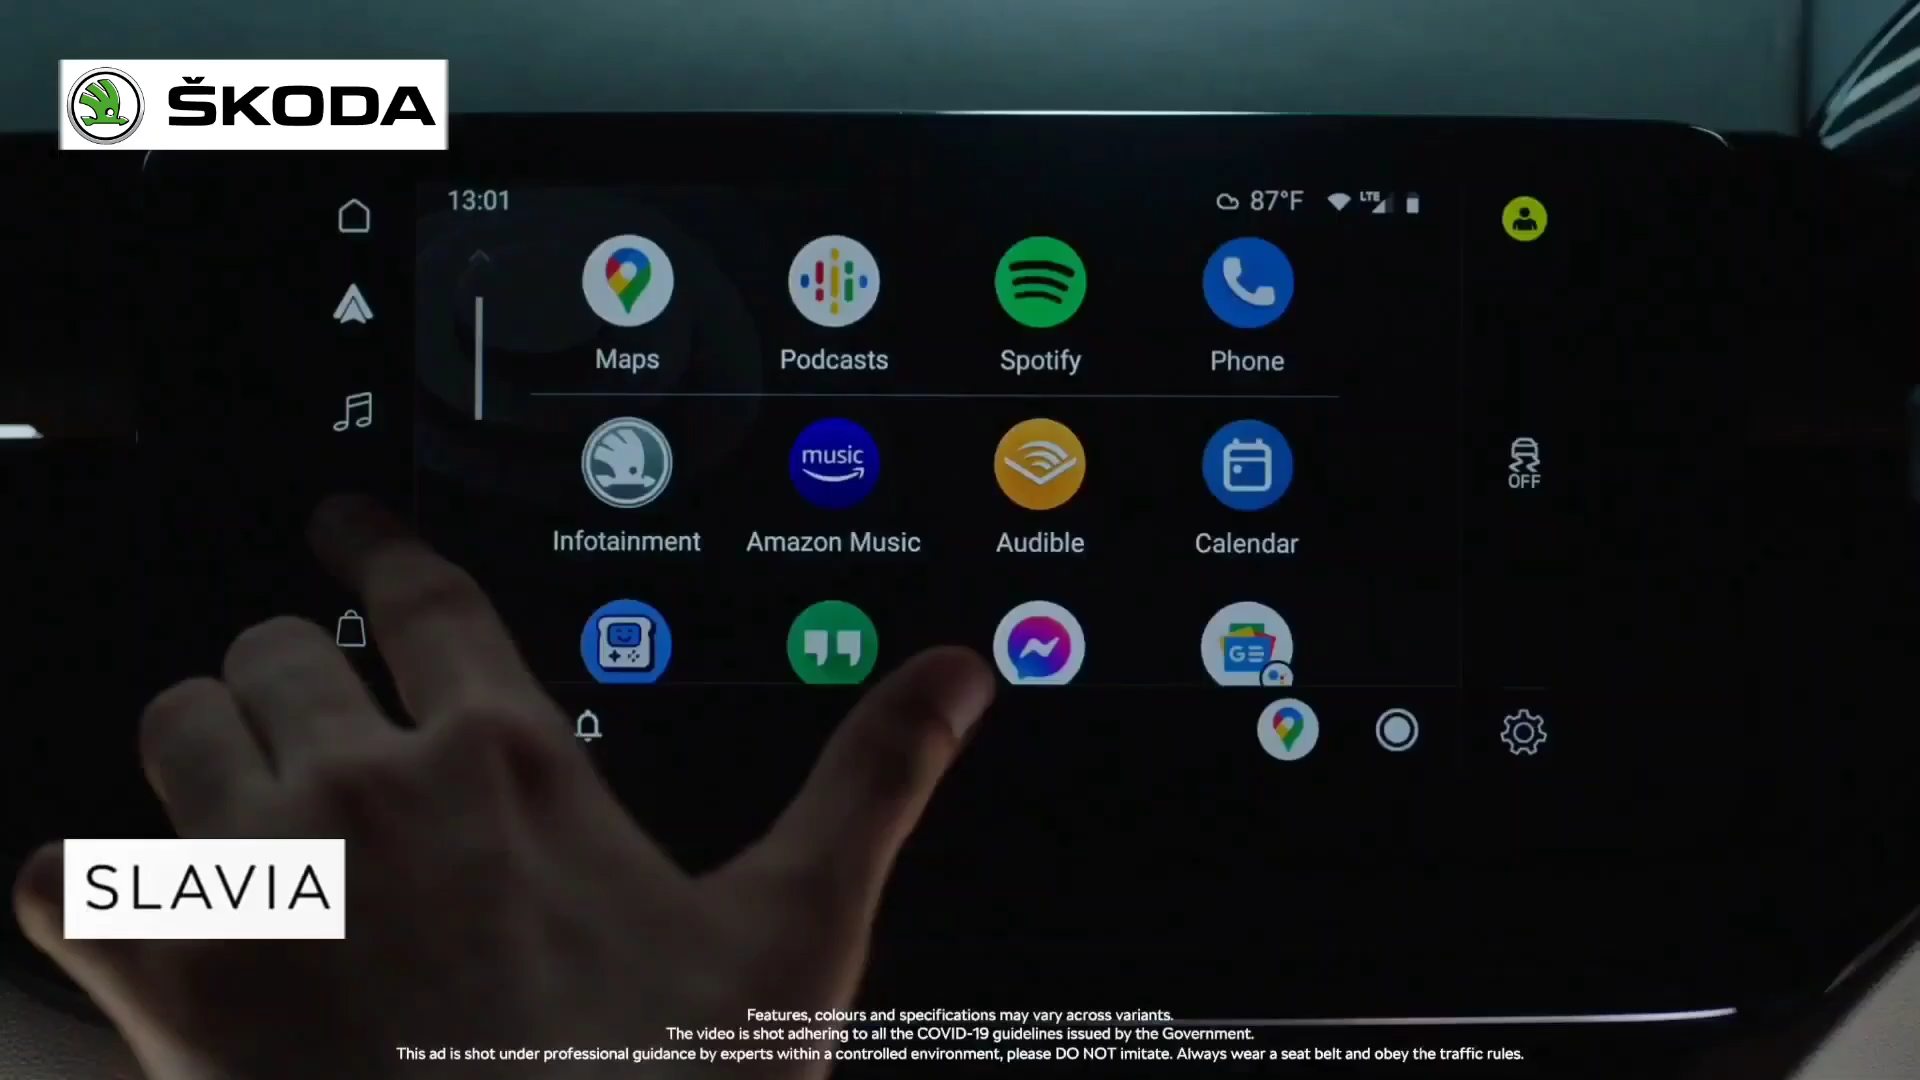 ŠKODA
13:01
87°F
LTE
Maps
Podcasts
Spotify
Phone
music
Infotainment
Amazon Music
Audible
Calendar
OFF
GE
SLAVIA
Features, colours and specifications may vary across variants.
The video is shot adhering to all the COVID-19 guidelines issued by the Government.
This ad is shot under professional guidance by experts within a controlled environment, please DO NOT imitate. Always wear a seat belt and obey the traffic rules.